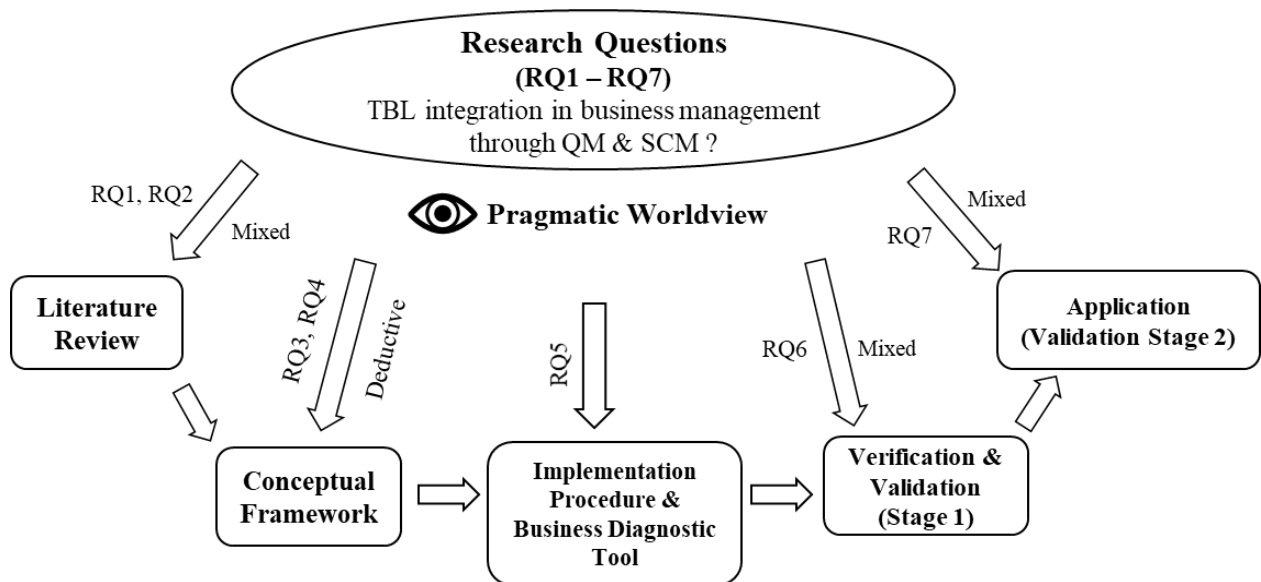 Research Questions
(RQ1 – RQ7)
TBL integration in business management
through QM & SCM ?
Pragmatic Worldview
RQ1, RQ2
Mixed
Literature
Review
RQ3, RQ4
Deductive
Conceptual
Framework
RQ5
Implementation
Procedure &
Business Diagnostic
Tool
RQ6
Mixed
Verification &
Validation
(Stage 1)
Mixed
RQ7
Application
(Validation Stage 2)